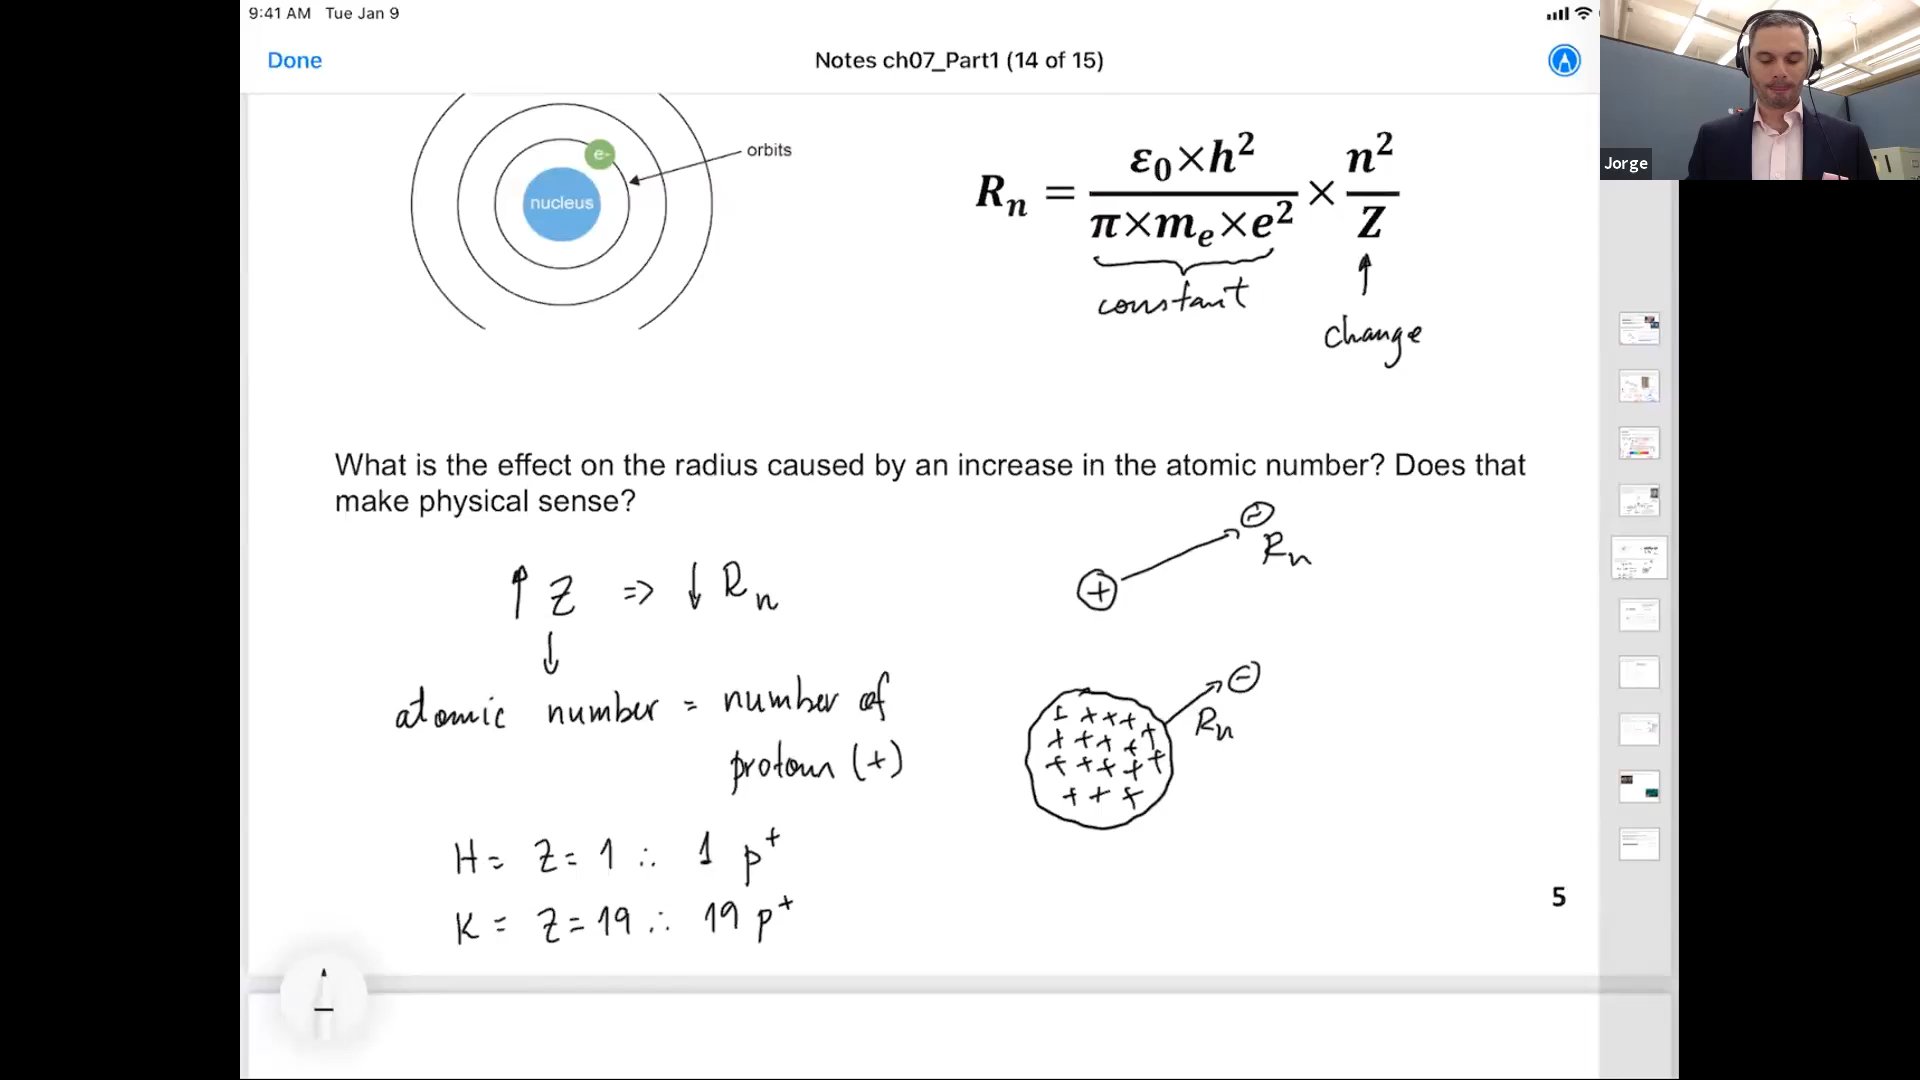 9:41 AM Tue Jan 9
Done
Notes ch07_Part1 (14 of 15)
Jorge
e-
nucleus
orbits
Rₙ = ε₀×h² / π×mₑ×e² × n² / Z
constant
change
What is the effect on the radius caused by an increase in the atomic number? Does that
make physical sense?
↑ Z => ↓ Rn
↓
atomic number = number of
protons (+)
H = Z = 1 ∴ 1 p+
K = Z = 19 ∴ 19 p+
+
-
Rn
+ + + +
+ + + + +
+ + + + +
+ + +
-
Rn
5